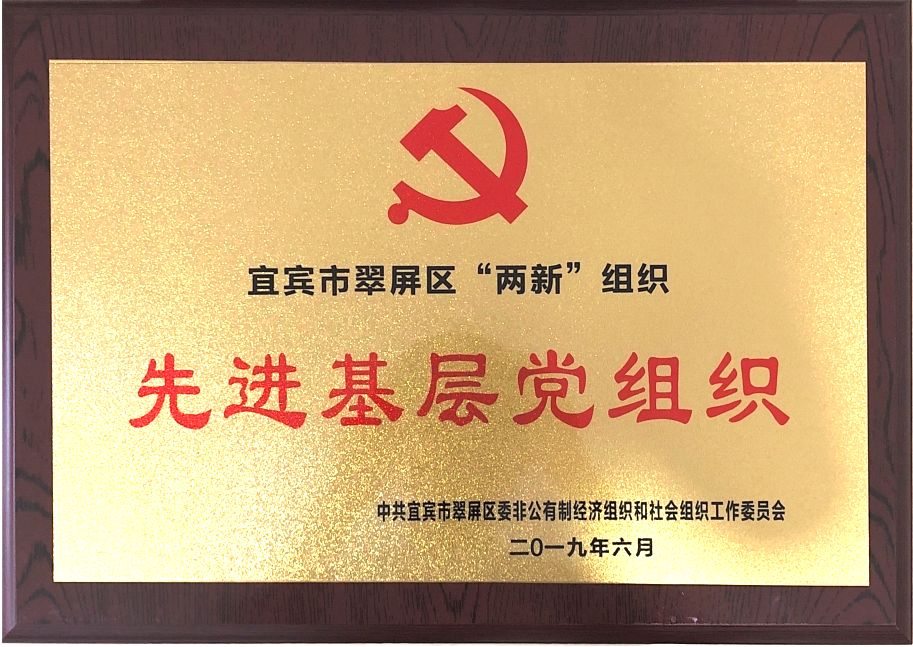 宜宾市翠屏区“两新”组织
先进基层党组织
中共宜宾市翠屏区委非公有制经济组织和社会组织工作委员会
二0一九年六月